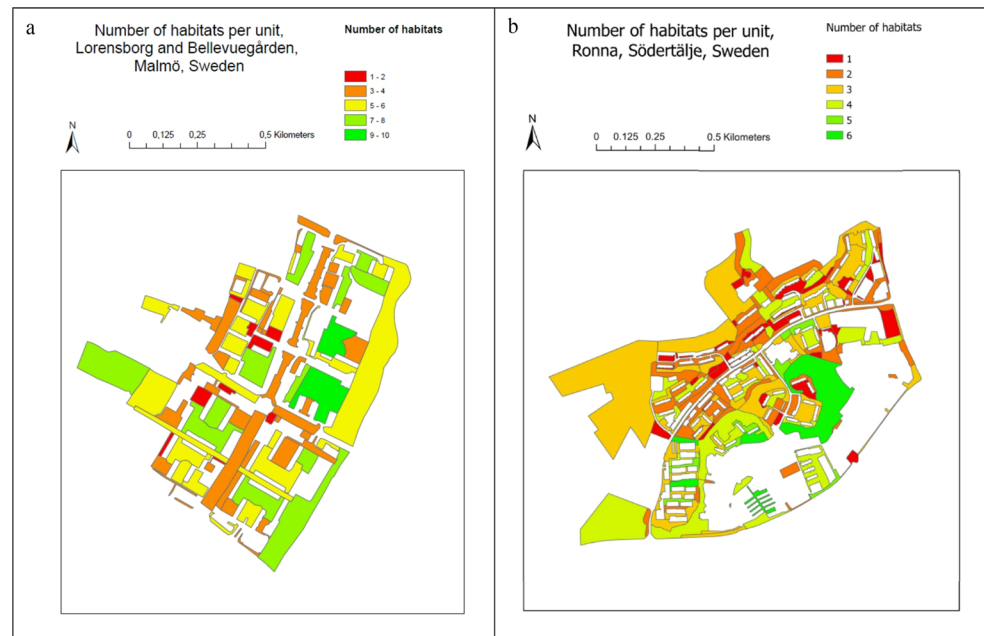 a
Number of habitats per unit,
Lorensborg and Bellevuegården,
Malmö, Sweden
Number of habitats
1 - 2
3 - 4
5 - 6
7 - 8
9 - 10
N
0 0,125 0,25 0,5 Kilometers
b
Number of habitats per unit,
Ronna, Södertälje, Sweden
Number of habitats
1
2
3
4
5
6
N
0 0.125 0.25 0.5 Kilometers